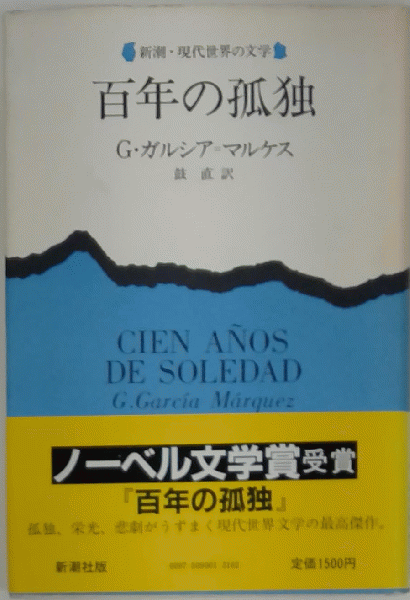 新潮・現代世界の文学
百年の孤独
G・ガルシア=マルケス
鼓 直 訳
CIEN AÑOS
DE SOLEDAD
G.García Márquez
ノーベル文学賞受賞
『百年の孤独』
孤独、栄光、悲劇がうずまく現代世界文学の最高傑作。
新潮社版
定価1500円